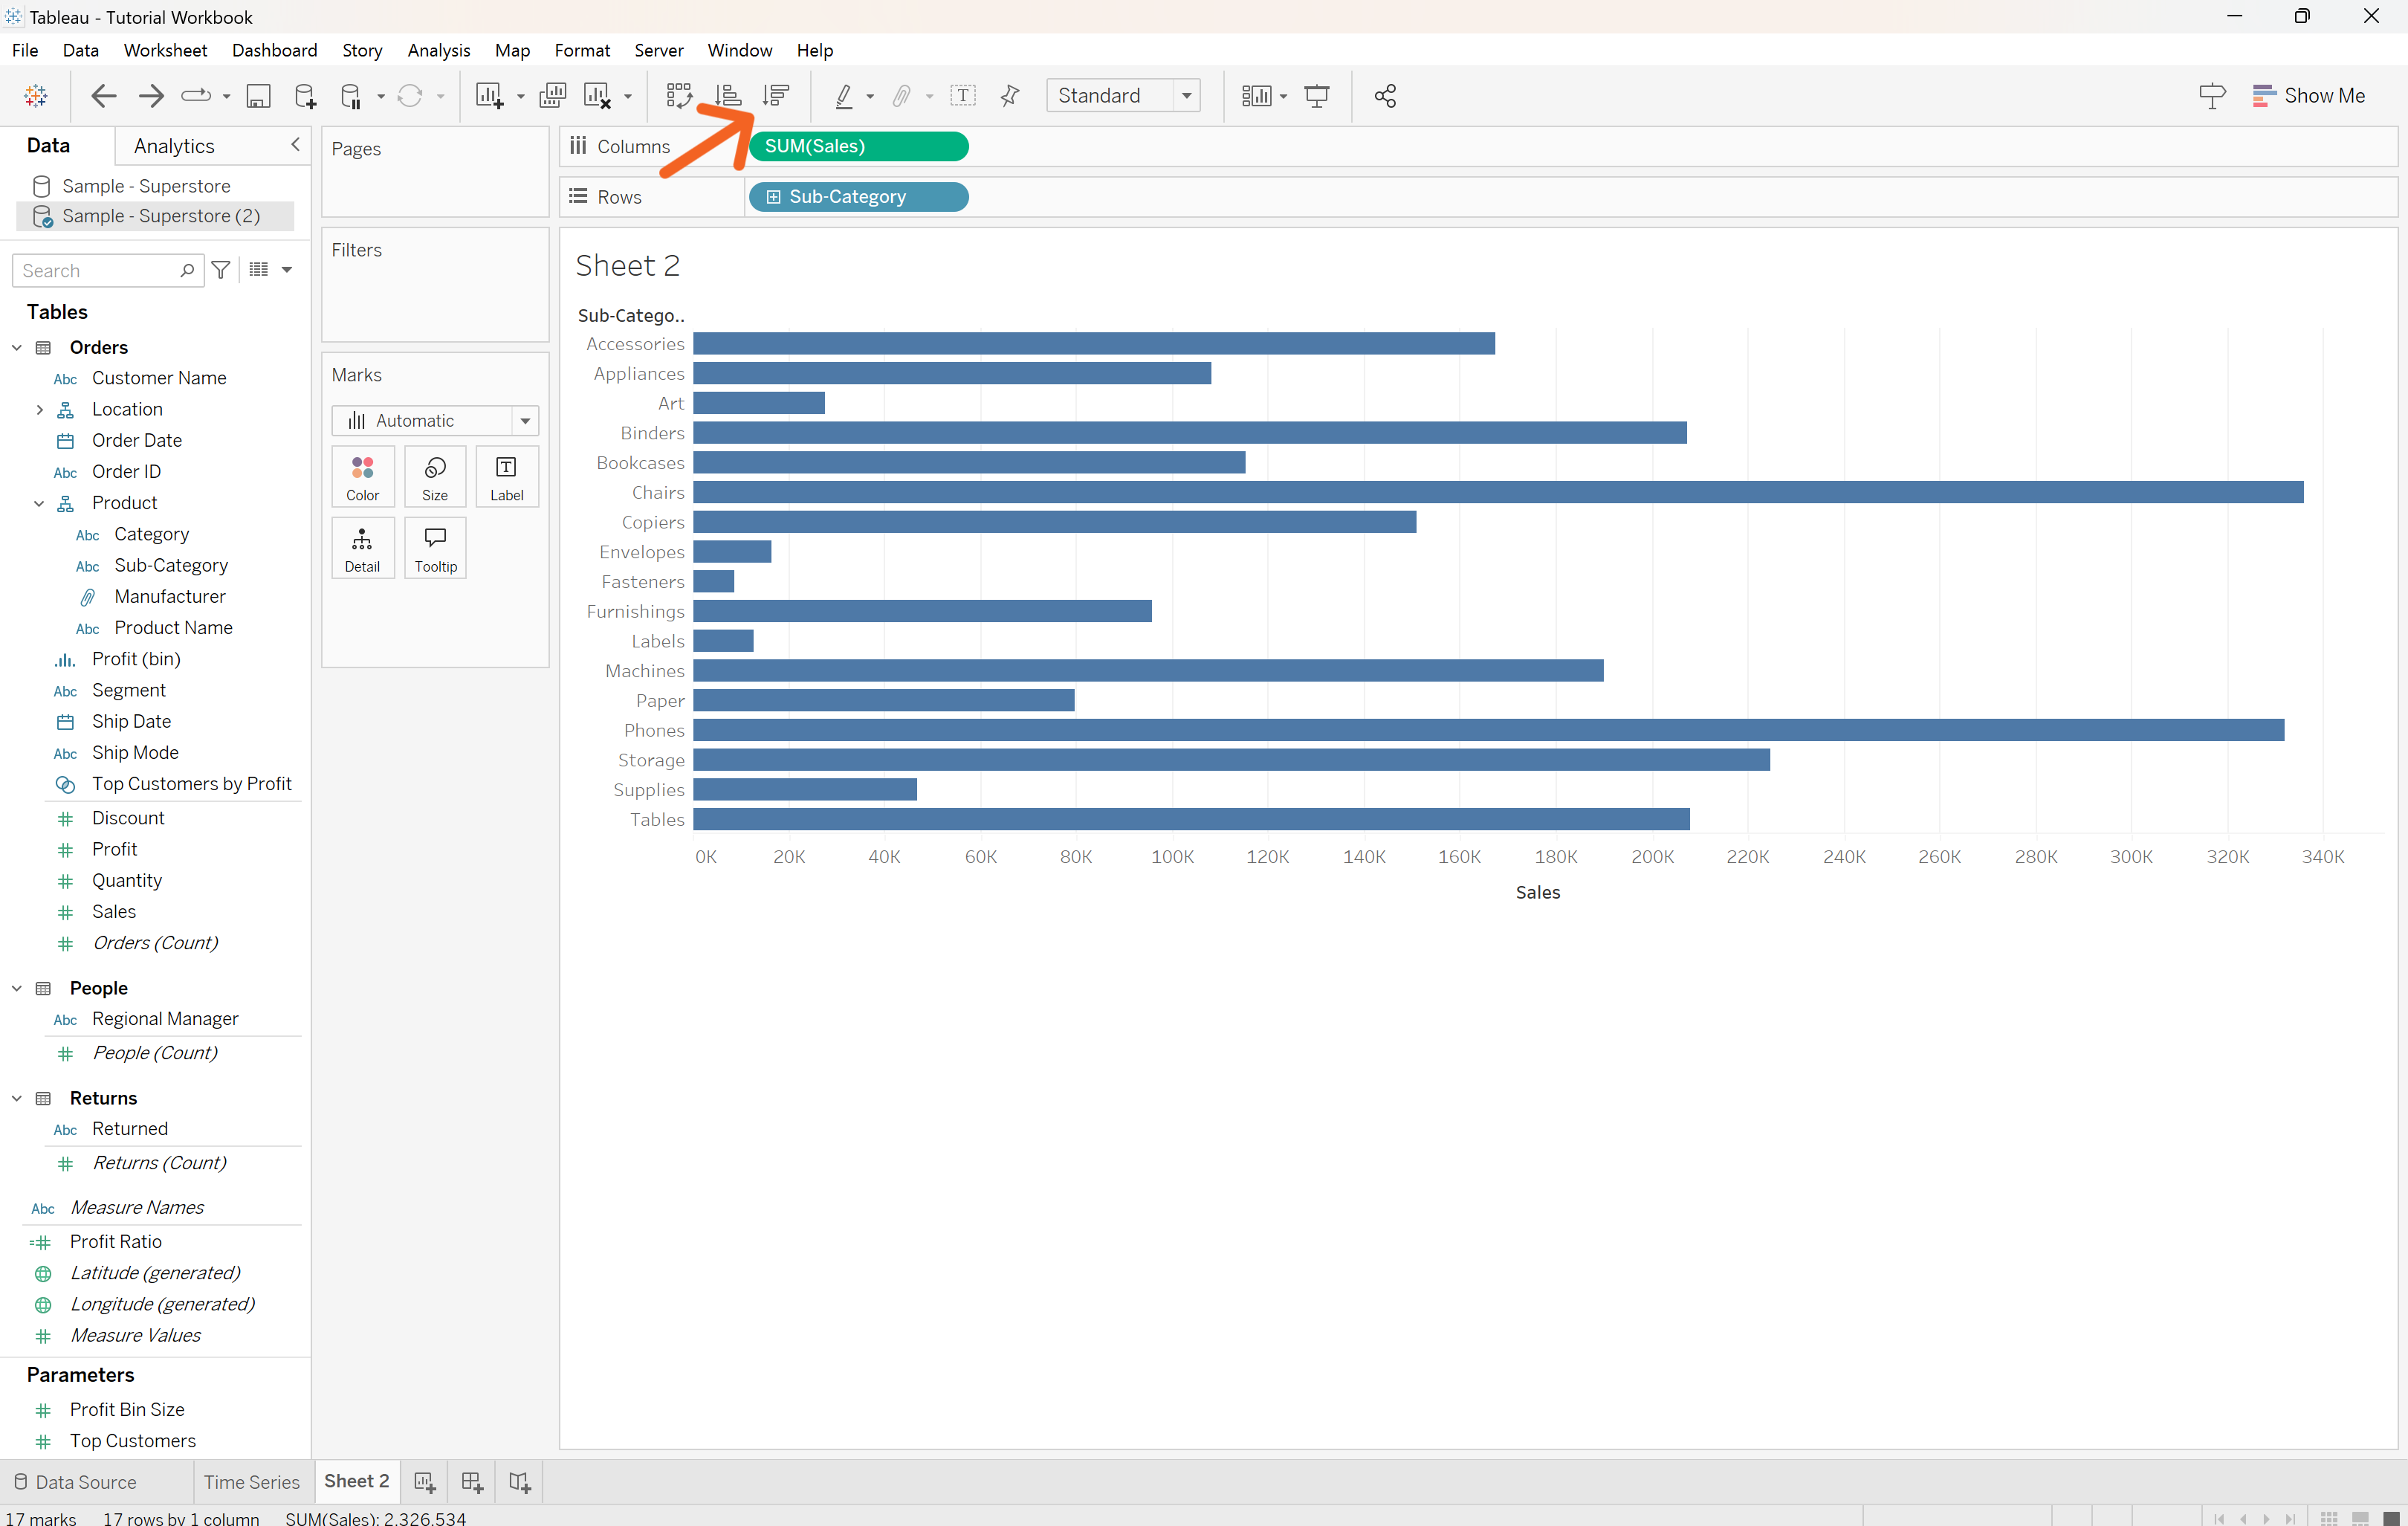 Tableau - Tutorial Workbook
File Data Worksheet Dashboard Story Analysis Map Format Server Window Help
Standard
Show Me
Data
Analytics
Sample - Superstore
Sample - Superstore (2)
Search
Tables
Orders
Abc Customer Name
Location
Order Date
Abc Order ID
Product
Abc Category
Abc Sub-Category
Manufacturer
Abc Product Name
Profit (bin)
Abc Segment
Ship Date
Abc Ship Mode
Top Customers by Profit
# Discount
# Profit
# Quantity
# Sales
# Orders (Count)
People
Abc Regional Manager
# People (Count)
Returns
Abc Returned
# Returns (Count)
Abc Measure Names
=# Profit Ratio
Latitude (generated)
Longitude (generated)
# Measure Values
Parameters
# Profit Bin Size
# Top Customers
Pages
Filters
Marks
Automatic
Color
Size
T
Label
Detail
Tooltip
Columns
SUM(Sales)
Rows
Sub-Category
Sheet 2
Sub-Catego..
Accessories
Appliances
Art
Binders
Bookcases
Chairs
Copiers
Envelopes
Fasteners
Furnishings
Labels
Machines
Paper
Phones
Storage
Supplies
Tables
0K 20K 40K 60K 80K 100K 120K 140K 160K 180K 200K 220K 240K 260K 280K 300K 320K 340K
Sales
Data Source
Time Series
Sheet 2
17 marks 17 rows by 1 column SUM(Sales): 2,326,534